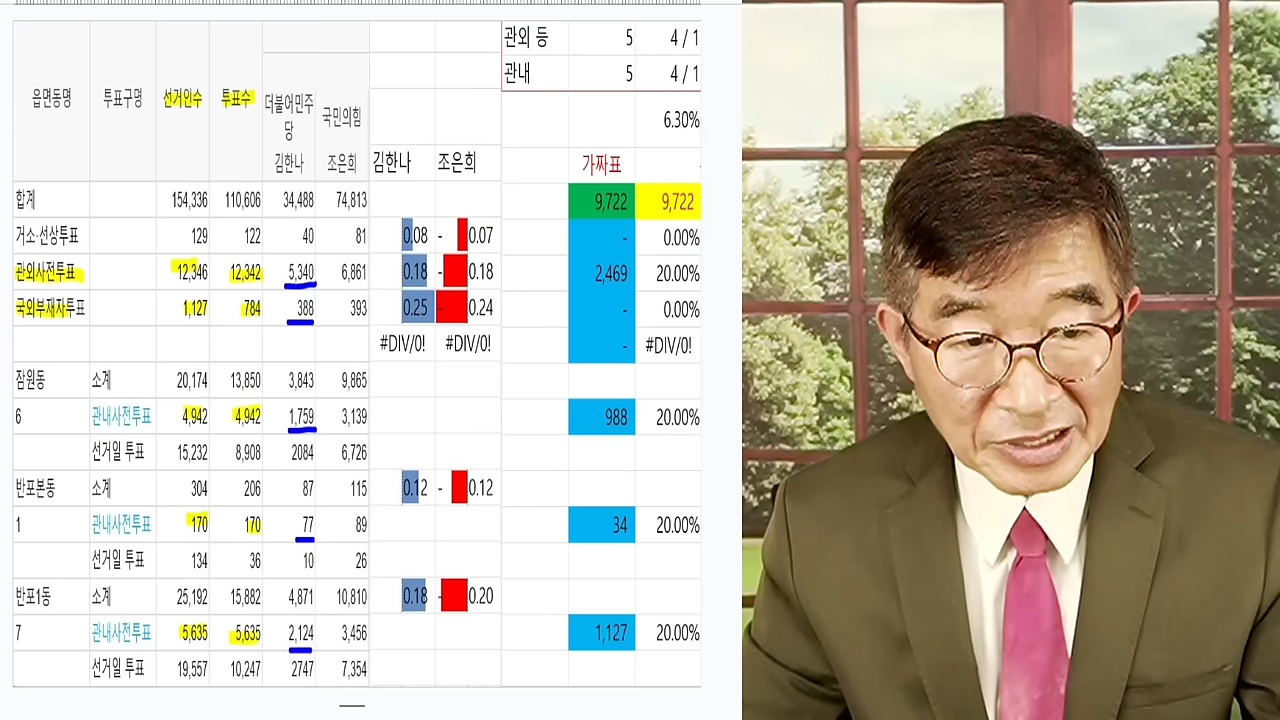 관외 등 5 4 / 1
관내 5 4 / 1
읍면동명 투표구명 선거인수 투표수 더불어민주당 김한나 국민의힘 조은희 김한나 조은희 가짜표 6.30%
합계 154,336 110,606 34,488 74,813 9,722 9,722
거소·선상투표 129 122 40 81 0.08 - 0.07 - 0.00%
관외사전투표 12,346 12,342 5,340 6,861 0.18 - 0.18 2,469 20.00%
국외부재자투표 1,127 784 388 393 0.25 - 0.24 - 0.00%
#DIV/0! #DIV/0! - #DIV/0!
잠원동 소계 20,174 13,850 3,843 9,865
6 관내사전투표 4,942 4,942 1,759 3,139 988 20.00%
선거일 투표 15,232 8,908 2084 6,726
반포본동 소계 304 206 87 115 0.12 - 0.12
1 관내사전투표 170 170 77 89 34 20.00%
선거일 투표 134 36 10 26
반포1동 소계 25,192 15,882 4,871 10,810 0.18 - 0.20
7 관내사전투표 5,635 5,635 2,124 3,456 1,127 20.00%
선거일 투표 19,557 10,247 2747 7,354